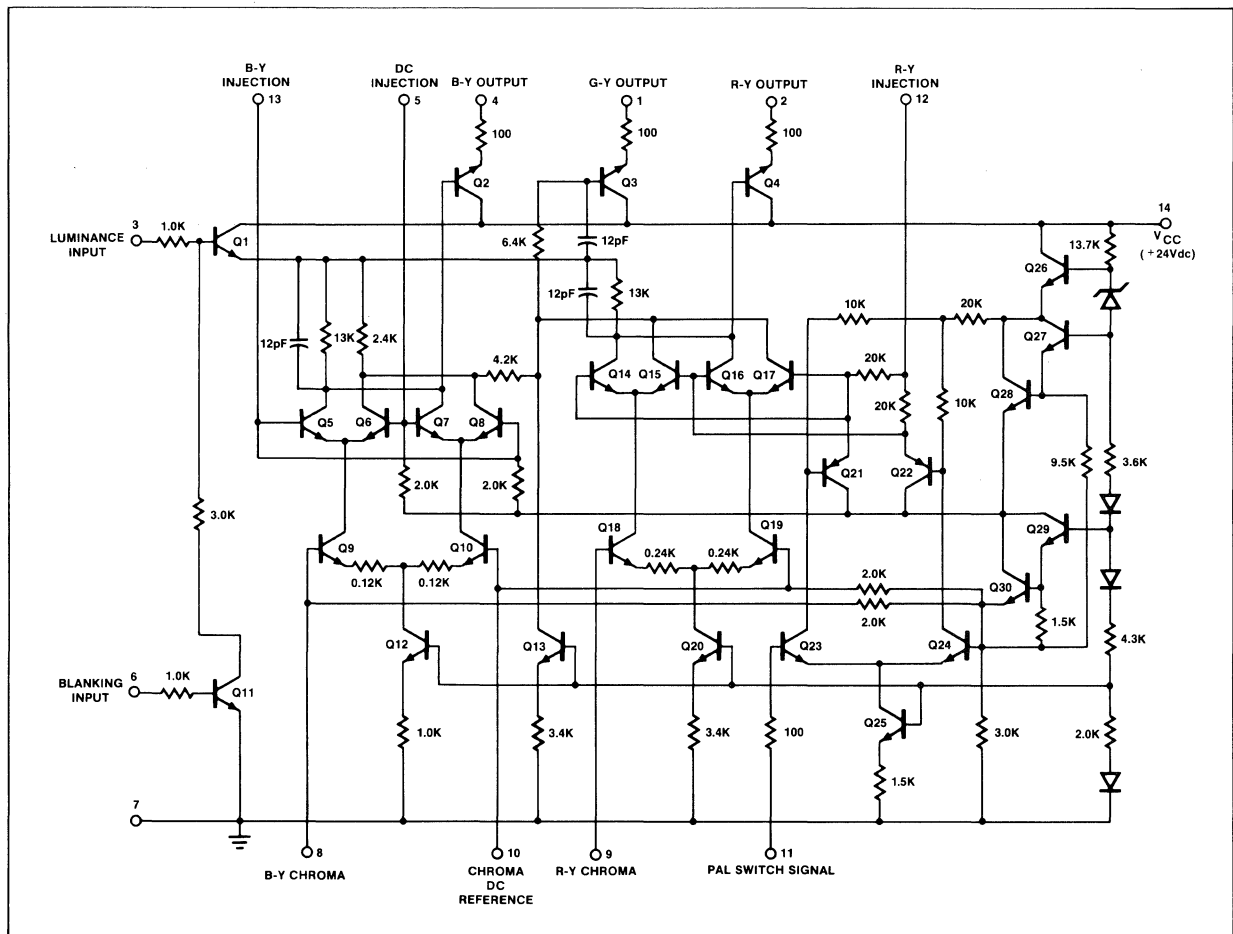 B-Y INJECTION 13
DC INJECTION 5
B-Y OUTPUT 4
G-Y OUTPUT 1
R-Y OUTPUT 2
R-Y INJECTION 12
100
100
100
Q2
Q3
Q4
3
LUMINANCE INPUT
1.0K
Q1
6.4K
12pF
14
VCC
(+24Vdc)
13.7K
Q26
12pF
13K
12pF
13K
2.4K
10K
20K
Q27
4.2K
Q14
Q15
Q16
Q17
20K
20K
10K
Q28
Q5
Q6
Q7
Q8
9.5K
3.6K
2.0K
2.0K
Q21
Q22
3.0K
Q9
Q10
Q18
Q19
Q29
0.12K
0.12K
0.24K
0.24K
2.0K
2.0K
Q30
1.5K
Q12
Q13
Q20
Q23
Q24
4.3K
BLANKING INPUT
6
1.0K
Q11
Q25
1.0K
3.4K
3.4K
100
3.0K
2.0K
1.5K
7
8
B-Y CHROMA
10
CHROMA
DC
REFERENCE
9
R-Y CHROMA
11
PAL SWITCH SIGNAL